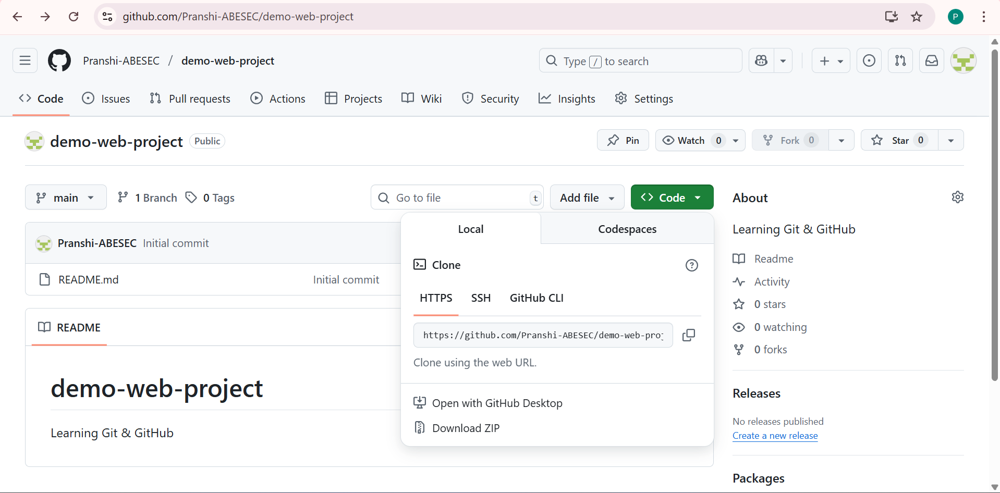 github.com/Pranshi-ABESEC/demo-web-project
P
Pranshi-ABESEC / demo-web-project
Type / to search
Code Issues Pull requests Actions Projects Wiki Security Insights Settings
demo-web-project Public
Pin Watch 0 Fork 0 Star 0
main 1 Branch 0 Tags Go to file t Add file Code
Local Codespaces
Pranshi-ABESEC Initial commit
README.md Initial commit
Clone
HTTPS SSH GitHub CLI
https://github.com/Pranshi-ABESEC/demo-web-proj
Clone using the web URL.
Open with GitHub Desktop
Download ZIP
README
demo-web-project
Learning Git & GitHub
About
Learning Git & GitHub
Readme
Activity
0 stars
0 watching
0 forks
Releases
No releases published
Create a new release
Packages